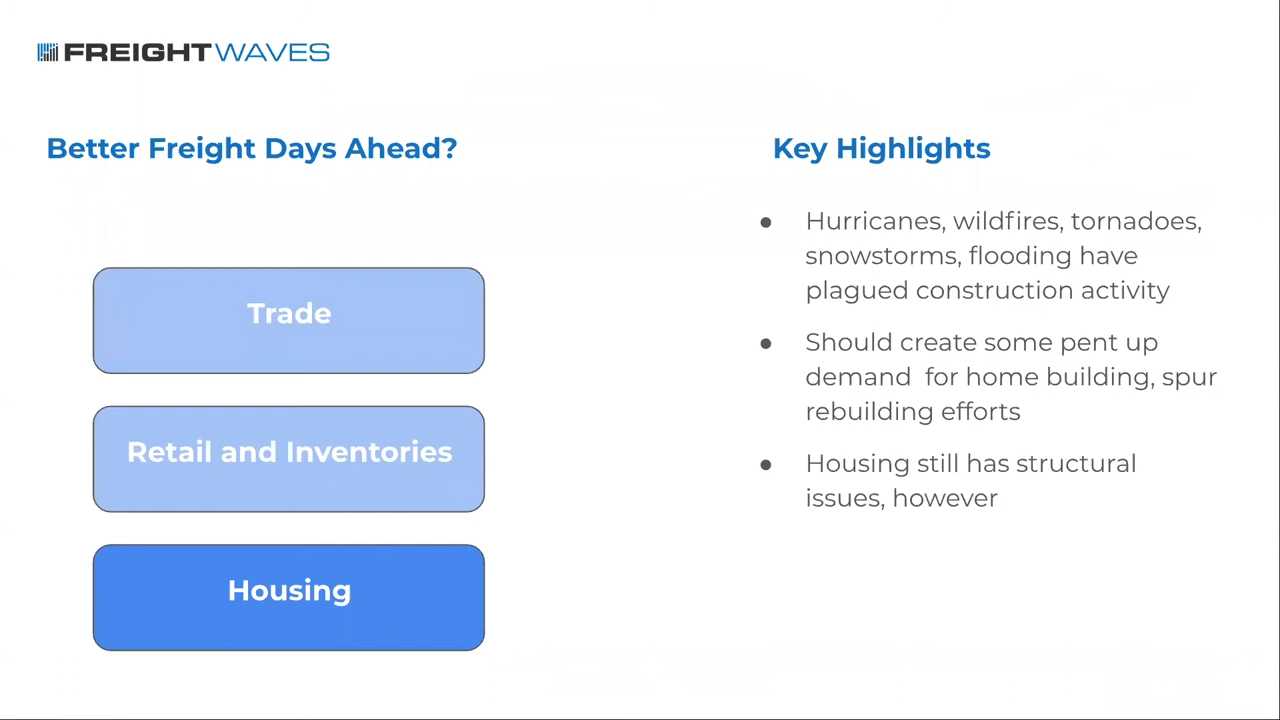 FREIGHTWAVES
Better Freight Days Ahead?
Trade
Retail and Inventories
Housing
Key Highlights
● Hurricanes, wildfires, tornadoes,
snowstorms, flooding have
plagued construction activity
● Should create some pent up
demand  for home building, spur
rebuilding efforts
● Housing still has structural
issues, however